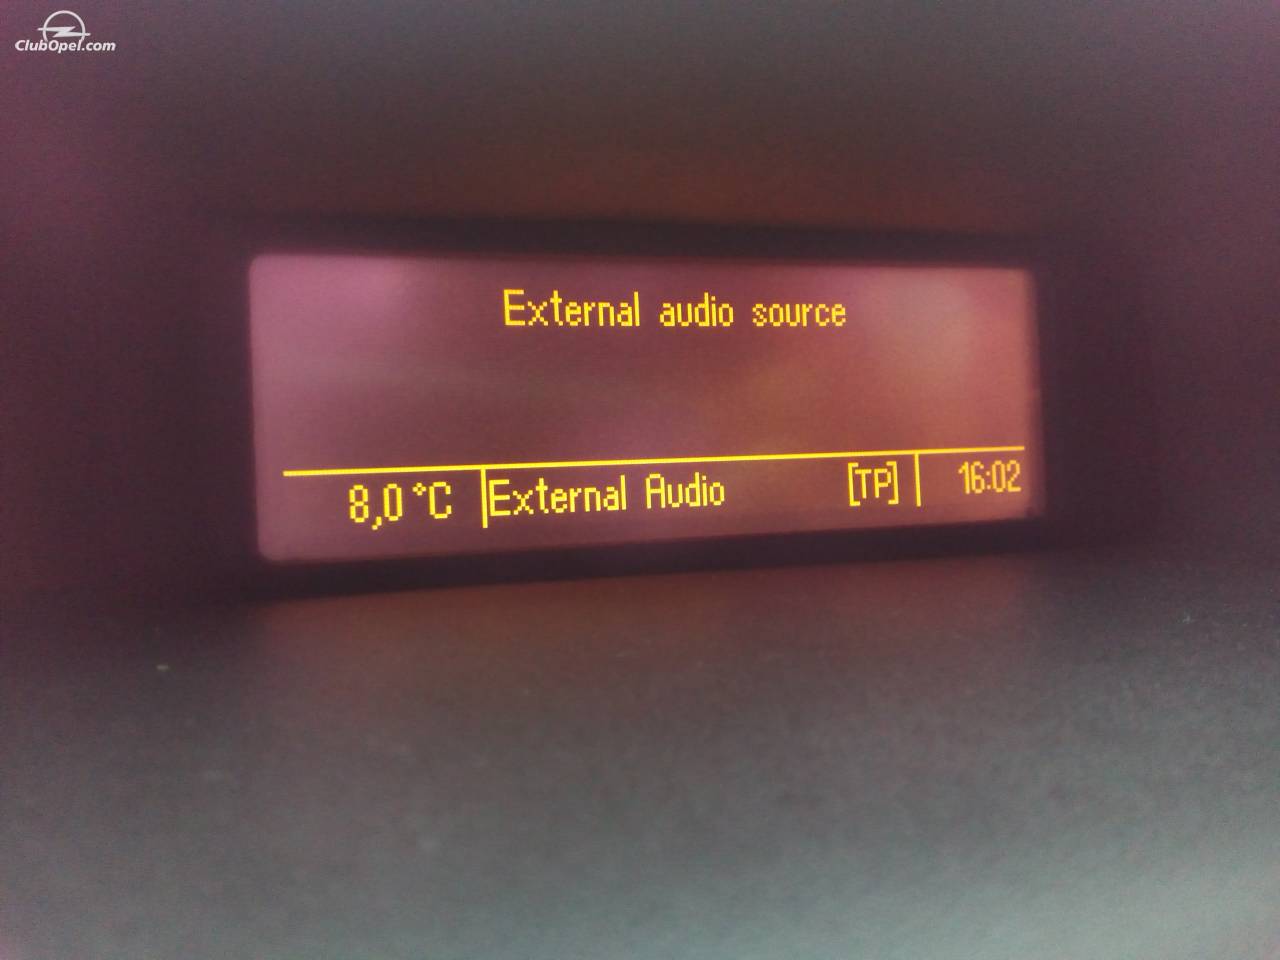 ClubOpel.com
External audio source
8,0°C External Audio [TP] 16:02